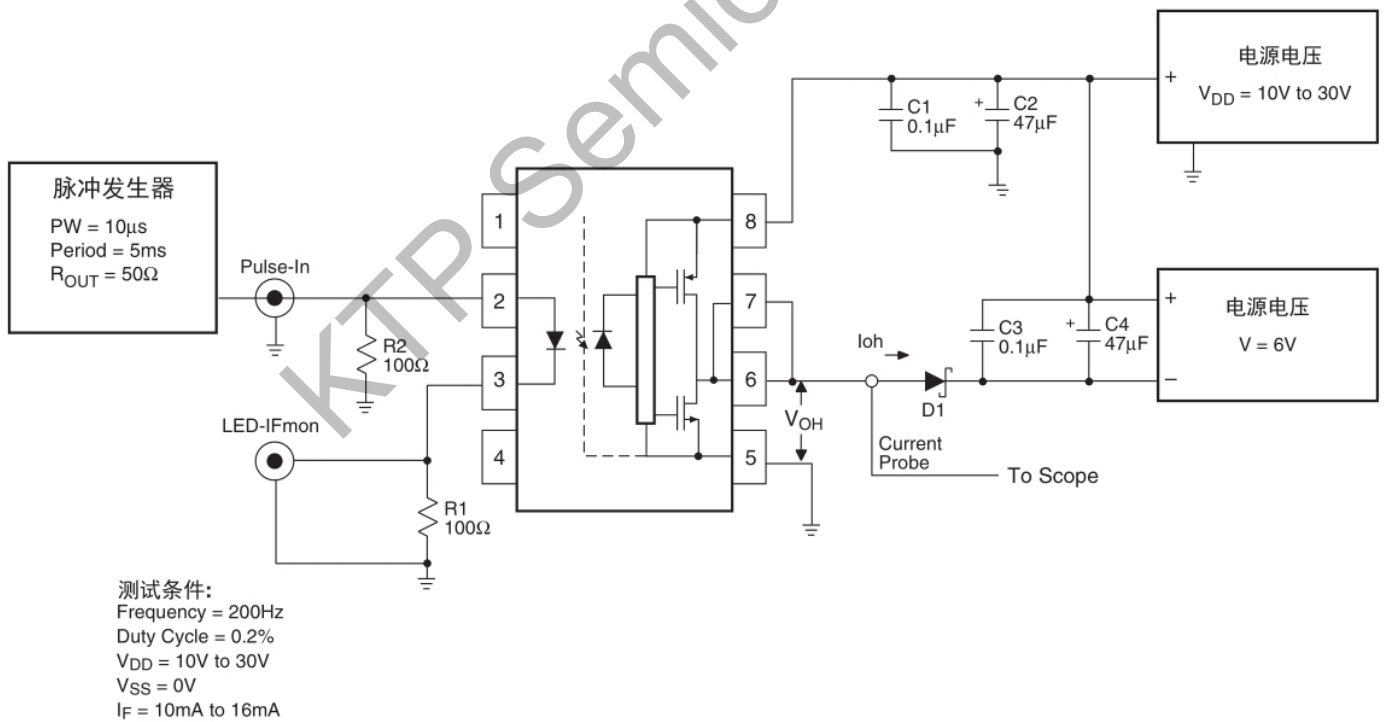 KTP Semic
电源电压
VDD = 10V to 30V
+
C1
0.1μF
+
C2
47μF
脉冲发生器
PW = 10μs
Period = 5ms
ROUT = 50Ω
Pulse-In
R2
100Ω
LED-IFmon
R1
100Ω
1
2
3
4
8
7
6
5
VOH
Ioh
D1
Current
Probe
To Scope
C3
0.1μF
+
C4
47μF
+
电源电压
V = 6V
−
测试条件:
Frequency = 200Hz
Duty Cycle = 0.2%
VDD = 10V to 30V
VSS = 0V
IF = 10mA to 16mA